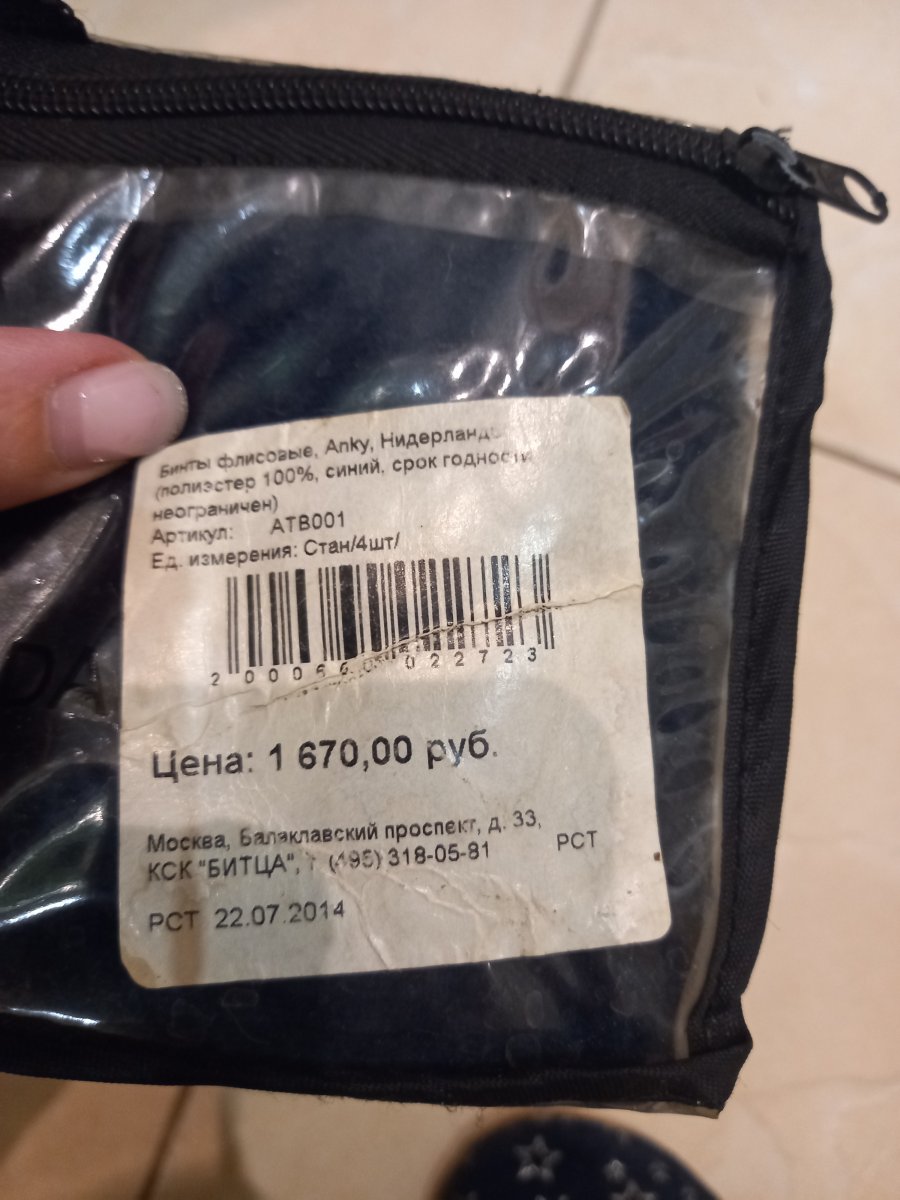 Бинты флисовые, Anky,
(полиэстер 100%, синий, срок годности
неограничен)
Артикул: ATB001
Ед. измерения: Стан/4шт/
022723
Цена: 1 670,00 руб.
Москва, Балаклавский проспект, д. 33,
КСК "БИТЦА", т (495) 318-05-81 РСТ
РСТ 22.07.2014